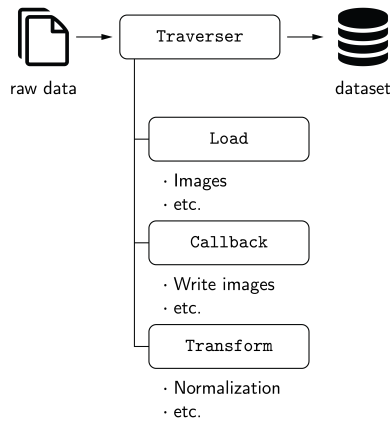 Traverser
raw data
dataset
Load
· Images
· etc.
Callback
· Write images
· etc.
Transform
· Normalization
· etc.